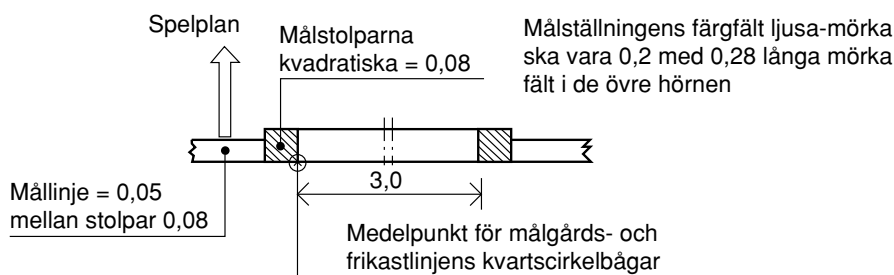 Spelplan
Målstolparna
kvadratiska = 0,08
Målställningens färgfält ljusa-mörka
ska vara 0,2 med 0,28 långa mörka
fält i de övre hörnen
3,0
Mållinje = 0,05
mellan stolpar 0,08
Medelpunkt för målgårds- och
frikastlinjens kvartscirkelbågar